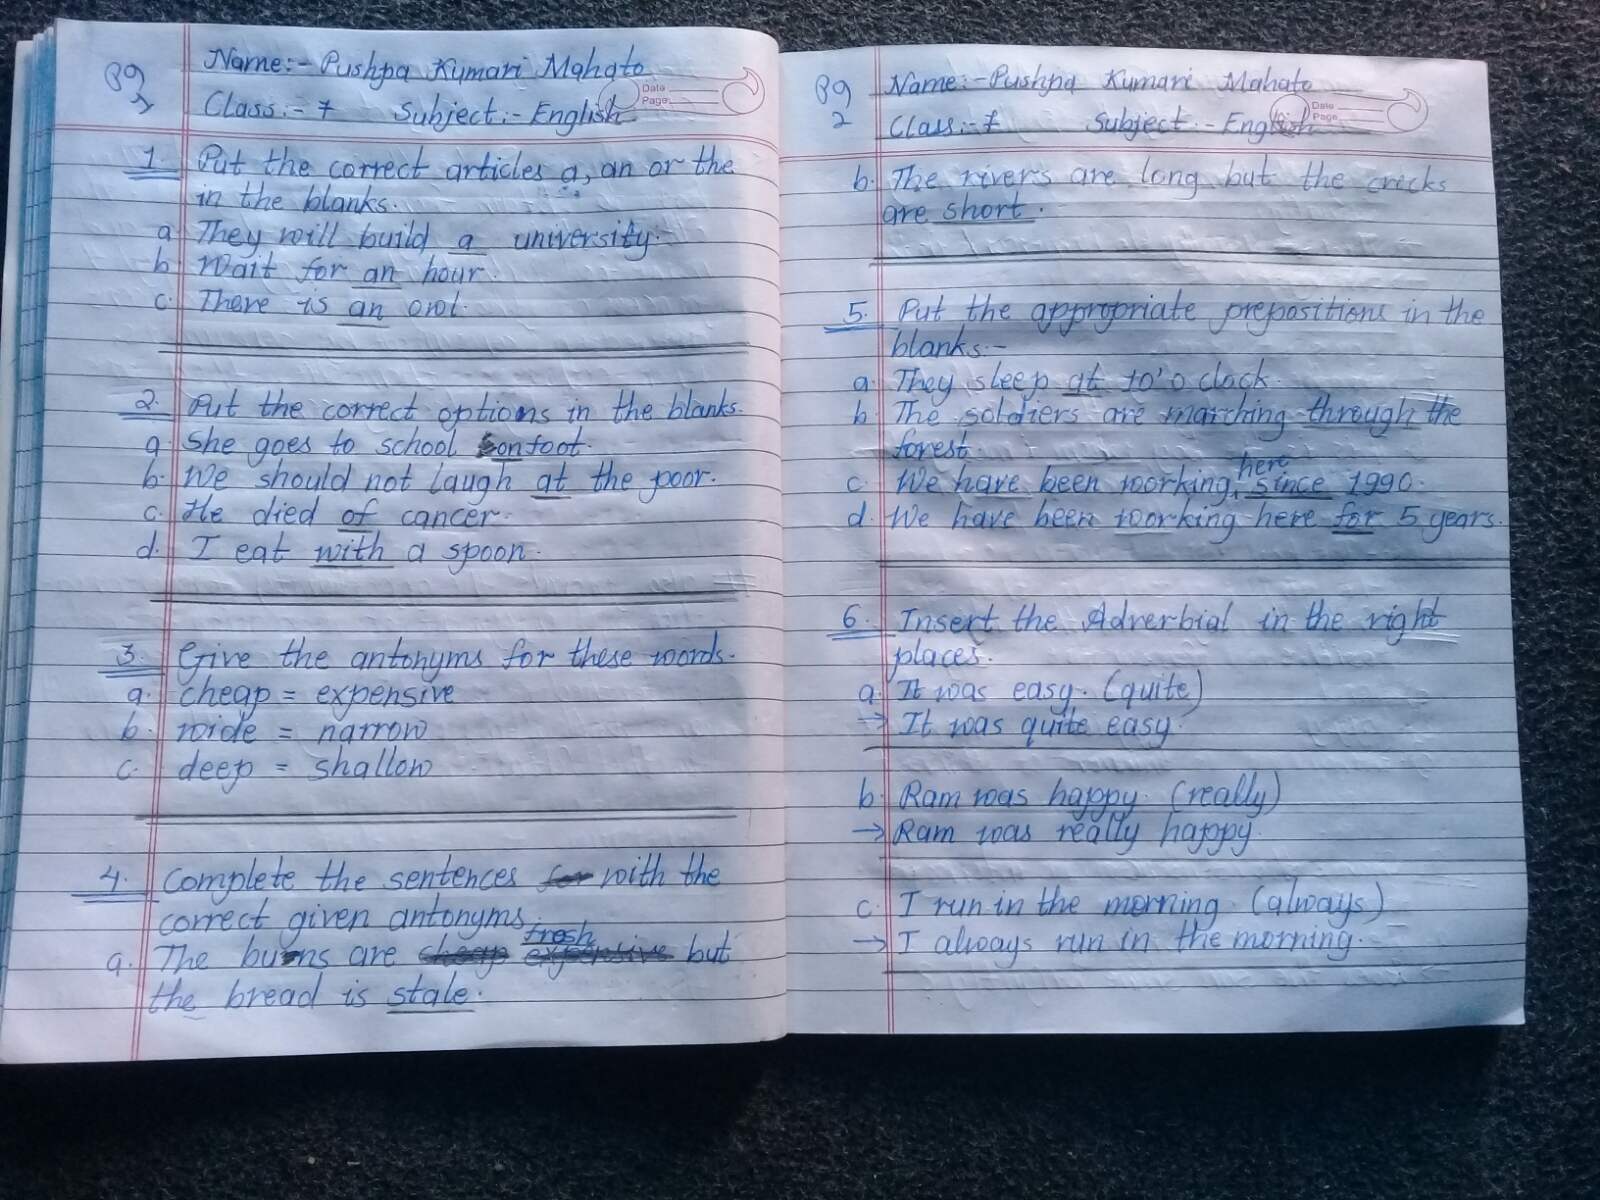 Pg 1
Name:- Pushpa Kumari Mahato
Class:- 7 Subject:- English
Date
Page
1. Put the correct articles a, an or the
in the blanks.
a. They will build a university.
b. Wait for an hour.
c. There is an owl.
2. Put the correct options in the blanks.
a. She goes to school on foot.
b. We should not laugh at the poor.
c. He died of cancer.
d. I eat with a spoon.
3. Give the antonyms for these words.
a. cheap = expensive
b. wide = narrow
c. deep = shallow
4. Complete the sentences for with the
correct given antonyms.
fresh
a. The buns are cheap expensive but
the bread is stale.
Pg 2
Name:- Pushpa Kumari Mahato
Class:- 7 Subject:- English
Date
Page
b. The rivers are long but the cricks
are short.
5. Put the appropriate prepositions in the
blanks:-
a. They sleep at 10'o clock.
b. The soldiers are marching through the
forest.
here
c. We have been working, since 1990.
d. We have been working here for 5 years.
6. Insert the Adverbial in the right
places.
a. It was easy. (quite)
→ It was quite easy.
b. Ram was happy. (really)
→ Ram was really happy.
c. I run in the morning. (always)
→ I always run in the morning.